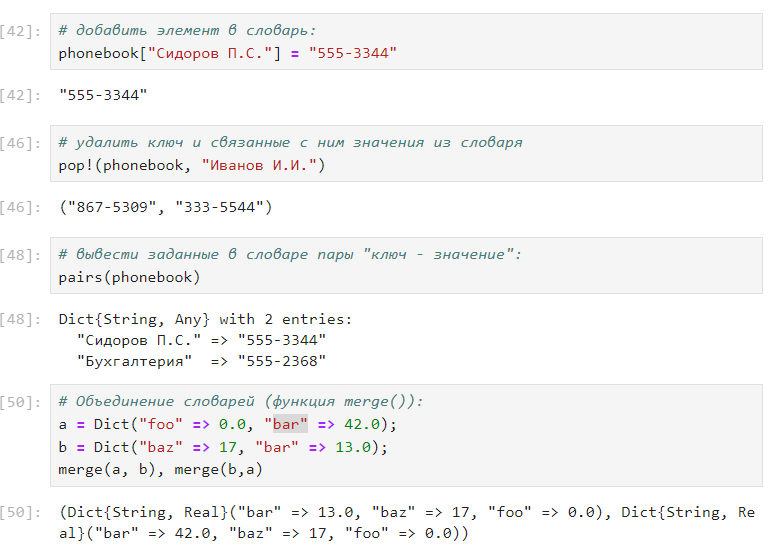 [42]: # добавить элемент в словарь:
phonebook["Сидоров П.С."] = "555-3344"
[42]: "555-3344"
[46]: # удалить ключ и связанные с ним значения из словаря
pop!(phonebook, "Иванов И.И.")
[46]: ("867-5309", "333-5544")
[48]: # вывести заданные в словаре пары "ключ - значение":
pairs(phonebook)
[48]: Dict{String, Any} with 2 entries:
"Сидоров П.С." => "555-3344"
"Бухгалтерия"  => "555-2368"
[50]: # Объединение словарей (функция merge()):
a = Dict("foo" => 0.0, "bar" => 42.0);
b = Dict("baz" => 17, "bar" => 13.0);
merge(a, b), merge(b,a)
[50]: (Dict{String, Real}("bar" => 13.0, "baz" => 17, "foo" => 0.0), Dict{String, Re
al}("bar" => 42.0, "baz" => 17, "foo" => 0.0))